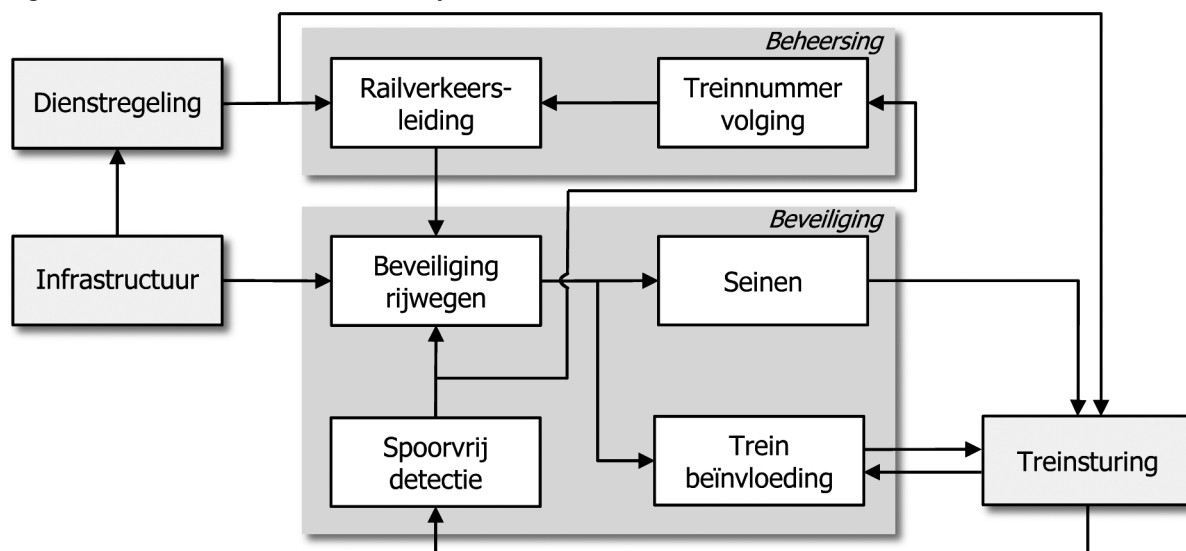 Beheersing
Dienstregeling
Railverkeers-
leiding
Treinnummer
volging
Beveiliging
Infrastructuur
Beveiliging
rijwegen
Seinen
Spoorvrij
detectie
Trein
beïnvloeding
Treinsturing